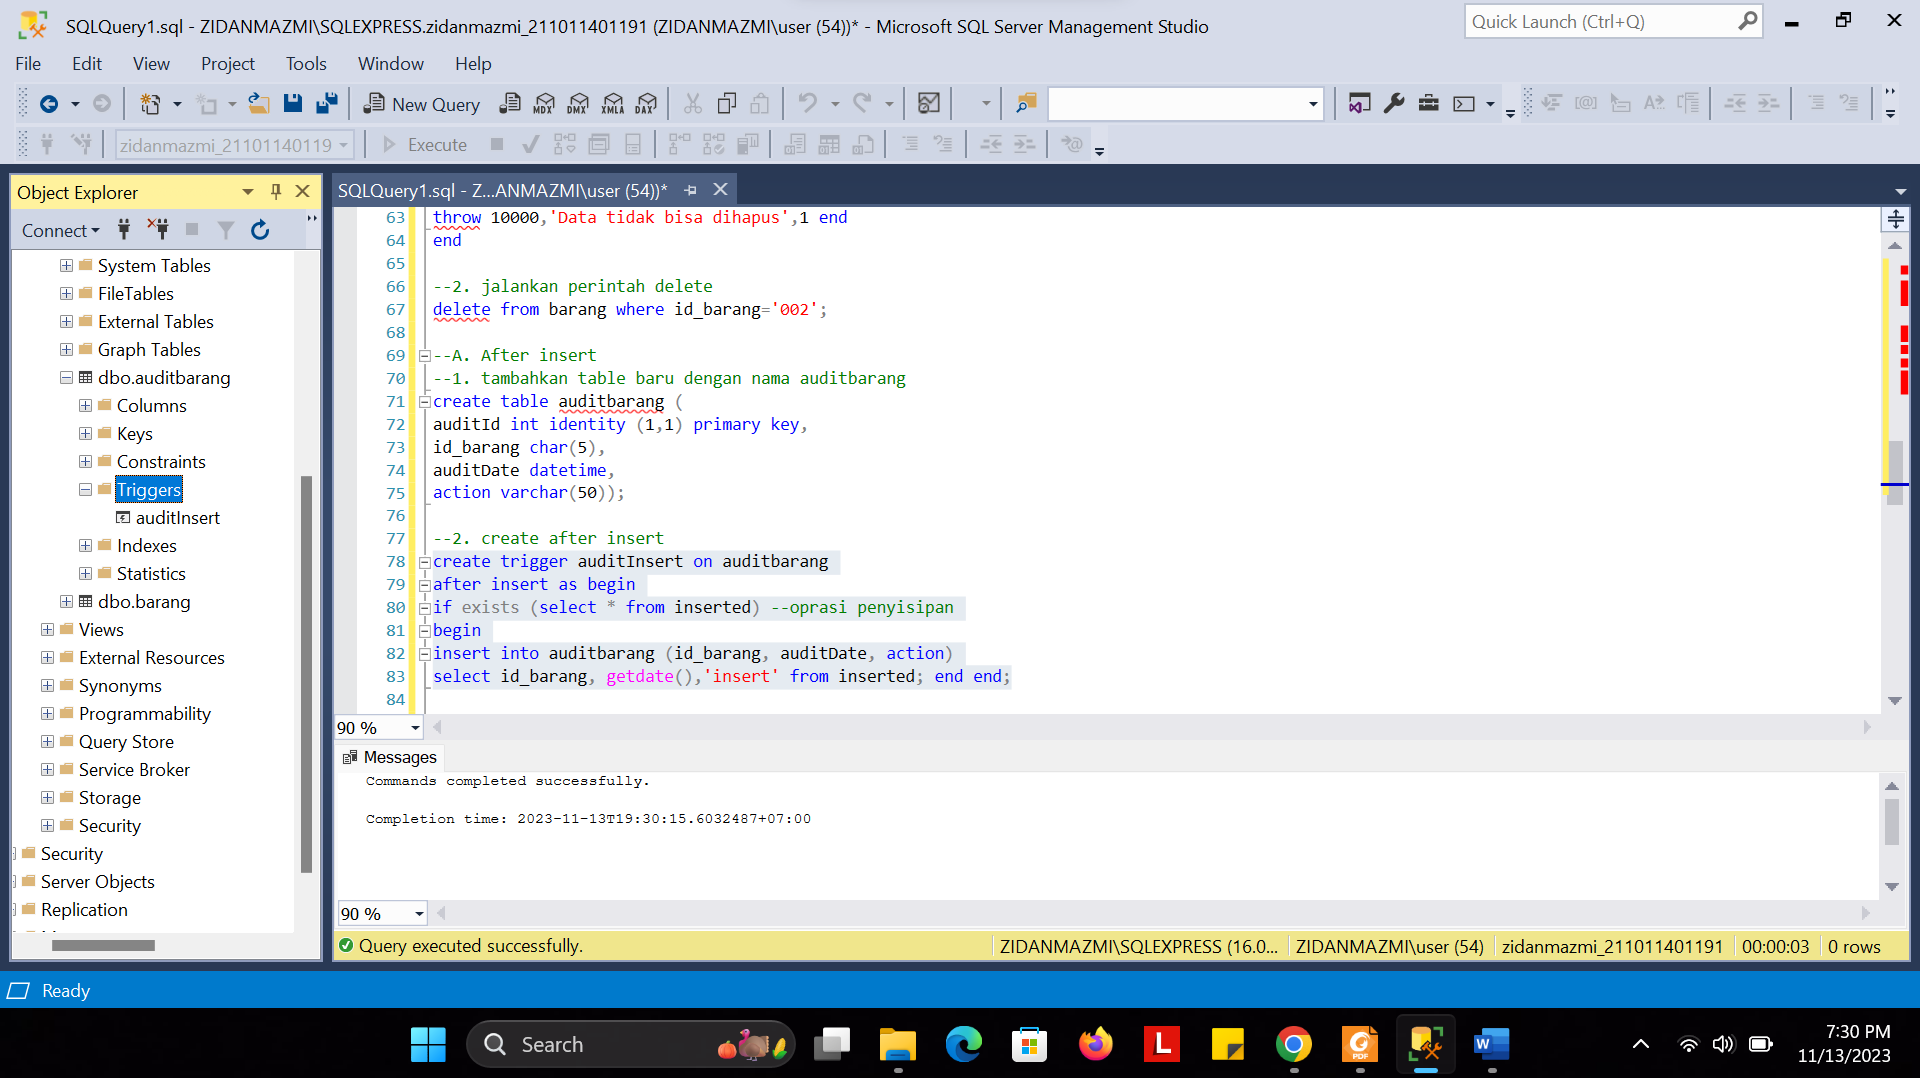 SQLQuery1.sql - ZIDANMAZMI\SQLEXPRESS.zidanmazmi_211011401191 (ZIDANMAZMI\user (54))* - Microsoft SQL Server Management Studio
Quick Launch (Ctrl+Q)
File Edit View Project Tools Window Help
New Query MDX DMX XMLA DAX
zidanmazmi_21101140119 Execute
Object Explorer
Connect
System Tables
FileTables
External Tables
Graph Tables
dbo.auditbarang
Columns
Keys
Constraints
Triggers
auditInsert
Indexes
Statistics
dbo.barang
Views
External Resources
Synonyms
Programmability
Query Store
Service Broker
Storage
Security
Security
Server Objects
Replication
SQLQuery1.sql - Z...ANMAZMI\user (54))*
63 throw 10000,'Data tidak bisa dihapus',1 end
64 end
65
66 --2. jalankan perintah delete
67 delete from barang where id_barang='002';
68
69 --A. After insert
70 --1. tambahkan table baru dengan nama auditbarang
71 create table auditbarang (
72 auditId int identity (1,1) primary key,
73 id_barang char(5),
74 auditDate datetime,
75 action varchar(50));
76
77 --2. create after insert
78 create trigger auditInsert on auditbarang
79 after insert as begin
80 if exists (select * from inserted) --oprasi penyisipan
81 begin
82 insert into auditbarang (id_barang, auditDate, action)
83 select id_barang, getdate(),'insert' from inserted; end end;
84
90 %
Messages
Commands completed successfully.
Completion time: 2023-11-13T19:30:15.6032487+07:00
90 %
Query executed successfully.
ZIDANMAZMI\SQLEXPRESS (16.0... ZIDANMAZMI\user (54) zidanmazmi_211011401191 00:00:03 0 rows
Ready
Search
L
PDF
W
7:30 PM
11/13/2023